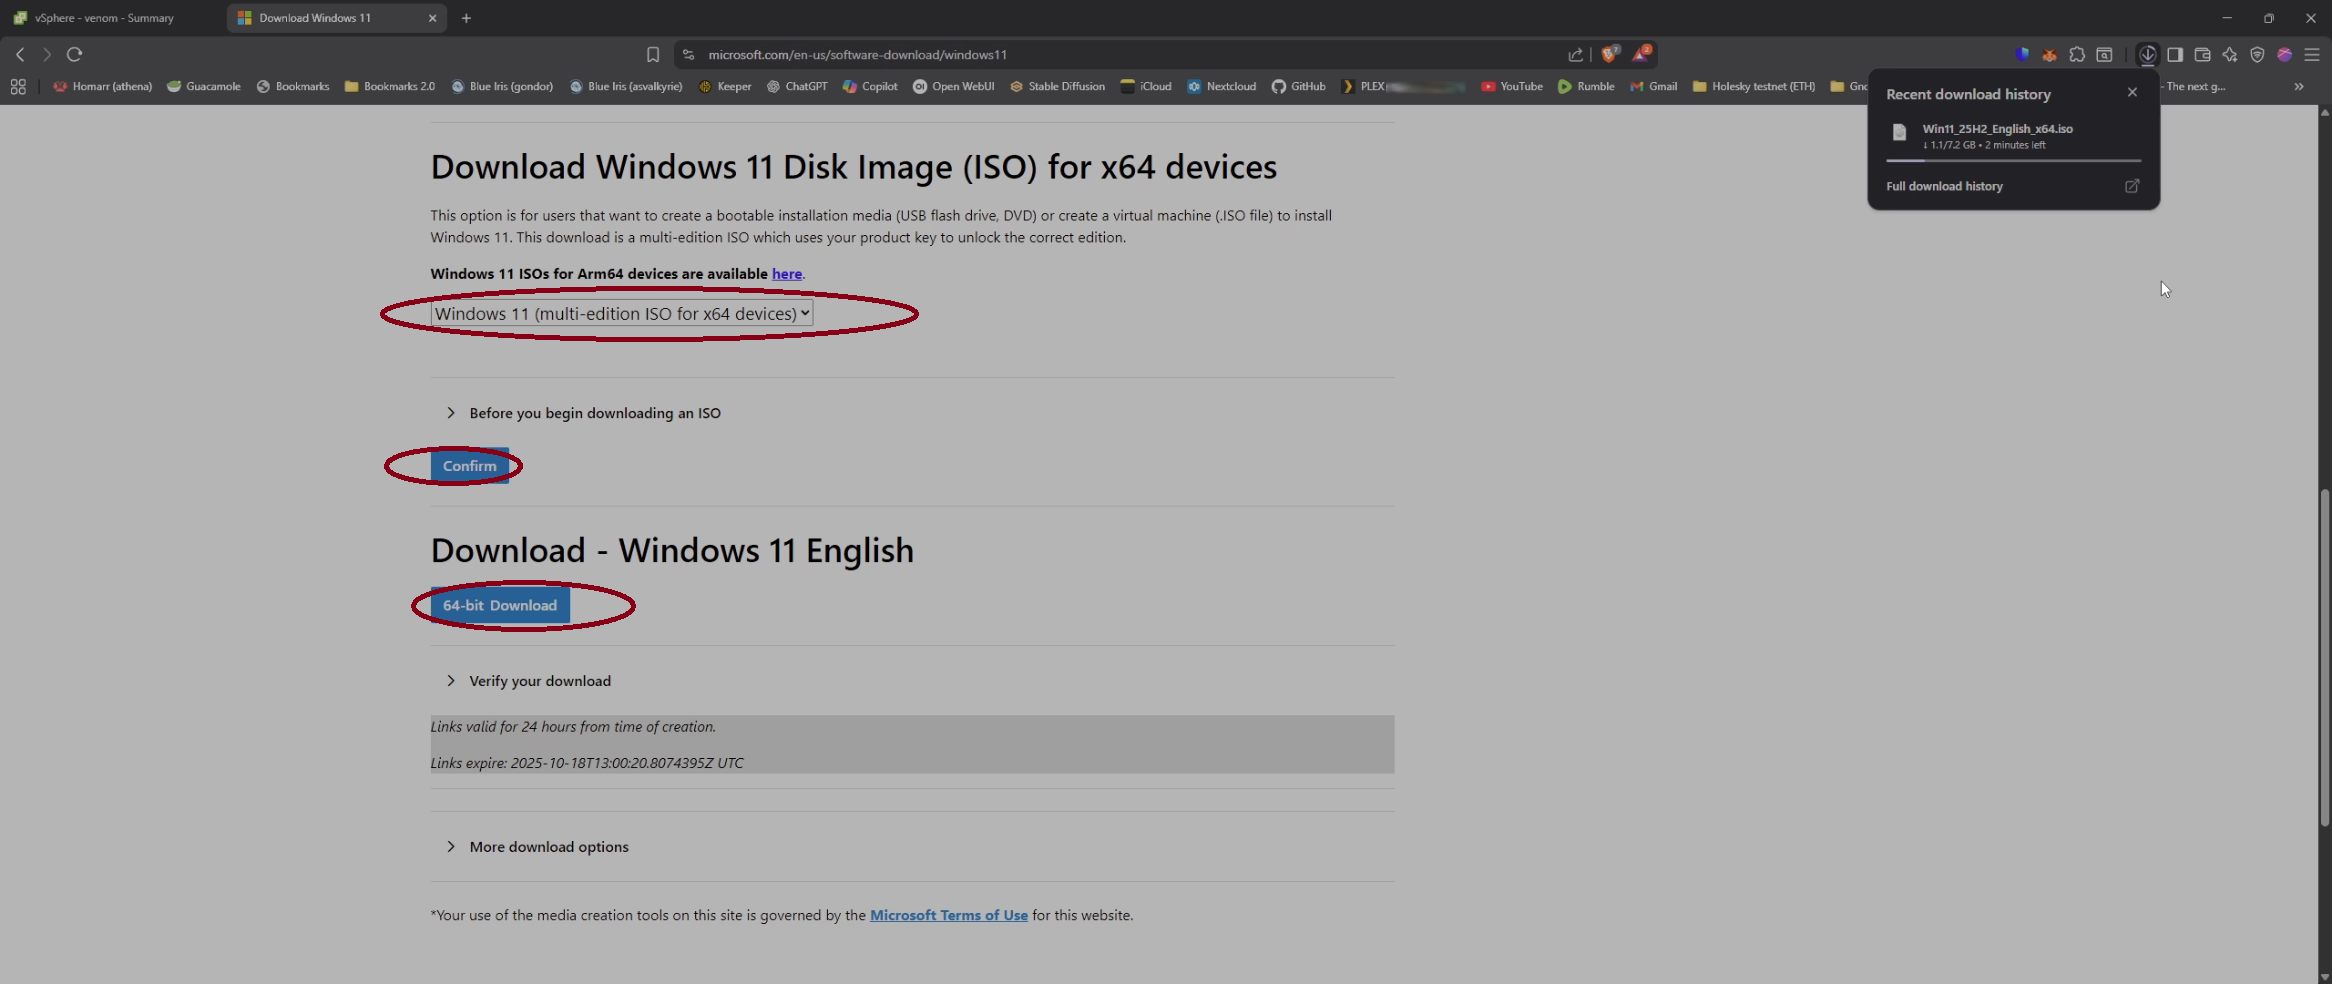 vSphere - venom - Summary
Download Windows 11
microsoft.com/en-us/software-download/windows11
7
2
Homarr (athena)
Guacamole
Bookmarks
Bookmarks 2.0
Blue Iris (gondor)
Blue Iris (asvalkyrie)
Keeper
ChatGPT
Copilot
Open WebUI
Stable Diffusion
iCloud
Nextcloud
GitHub
PLEX
YouTube
Rumble
Gmail
Holesky testnet (ETH)
Gno
- The next g...
Recent download history
Win11_25H2_English_x64.iso
↓ 1.1/7.2 GB • 2 minutes left
Full download history
Download Windows 11 Disk Image (ISO) for x64 devices
This option is for users that want to create a bootable installation media (USB flash drive, DVD) or create a virtual machine (.ISO file) to install
Windows 11. This download is a multi-edition ISO which uses your product key to unlock the correct edition.
Windows 11 ISOs for Arm64 devices are available here.
Windows 11 (multi-edition ISO for x64 devices)
Before you begin downloading an ISO
Confirm
Download - Windows 11 English
64-bit Download
Verify your download
Links valid for 24 hours from time of creation.
Links expire: 2025-10-18T13:00:20.8074395Z UTC
More download options
*Your use of the media creation tools on this site is governed by the Microsoft Terms of Use for this website.